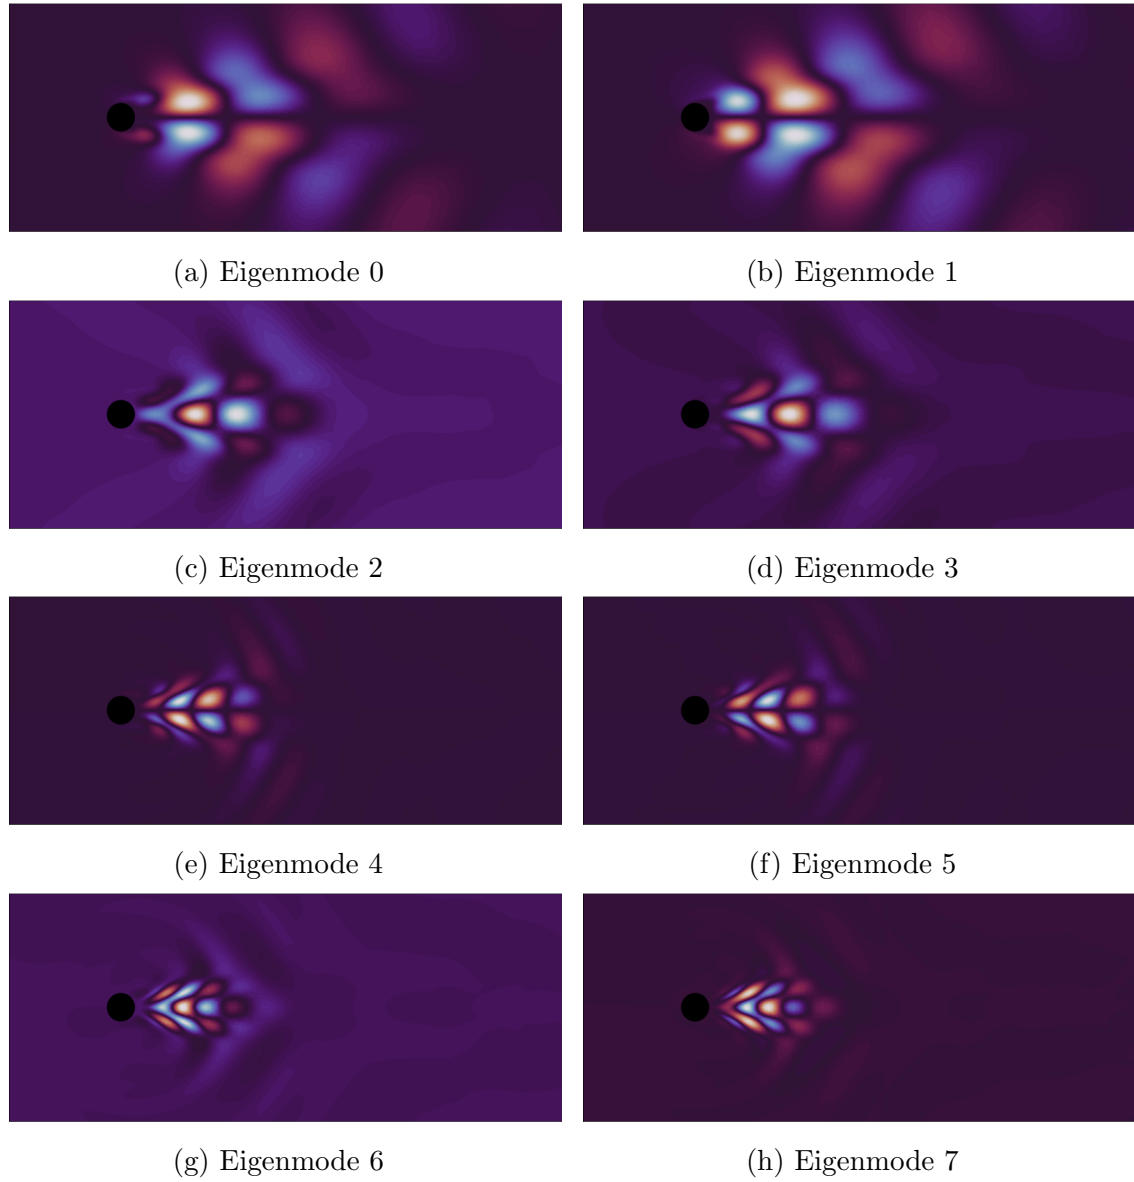 (a) Eigenmode 0
(b) Eigenmode 1
(c) Eigenmode 2
(d) Eigenmode 3
(e) Eigenmode 4
(f) Eigenmode 5
(g) Eigenmode 6
(h) Eigenmode 7